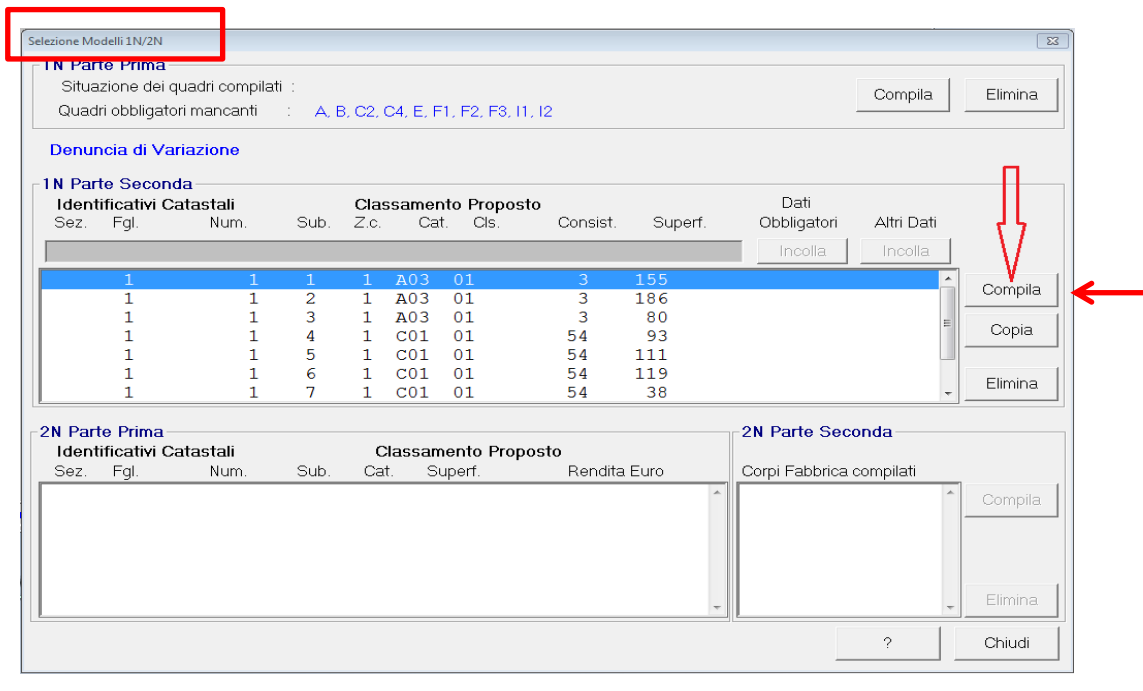 Selezione Modelli 1N/2N
1N Parte Prima
Situazione dei quadri compilati :
Quadri obbligatori mancanti : A, B, C2, C4, E, F1, F2, F3, I1, I2
Compila Elimina
Denuncia di Variazione
1N Parte Seconda
Identificativi Catastali Classamento Proposto Dati
Sez. Fgl. Num. Sub. Z.c. Cat. Cls. Consist. Superf. Obbligatori Altri Dati
Incolla Incolla
1 1 1 1 A03 01 3 155
1 1 2 1 A03 01 3 186
1 1 3 1 A03 01 3 80
1 1 4 1 C01 01 54 93
1 1 5 1 C01 01 54 111
1 1 6 1 C01 01 54 119
1 1 7 1 C01 01 54 38
Compila
Copia
Elimina
2N Parte Prima
Identificativi Catastali Classamento Proposto
Sez. Fgl. Num. Sub. Cat. Superf. Rendita Euro
2N Parte Seconda
Corpi Fabbrica compilati
Compila
Elimina
? Chiudi